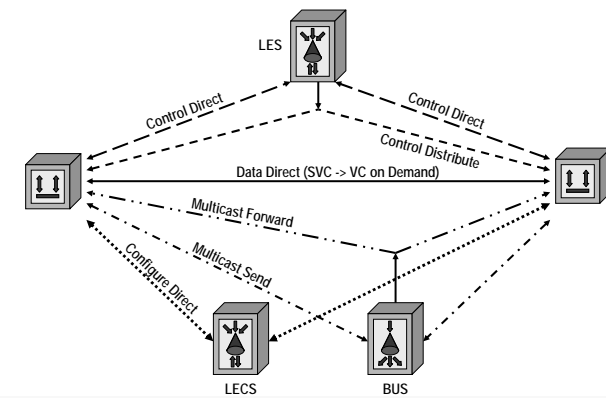 LES
Control Direct
Control Direct
Control Distribute
Data Direct (SVC -> VC on Demand)
Multicast Forward
Multicast Send
Configure Direct
LECS
BUS